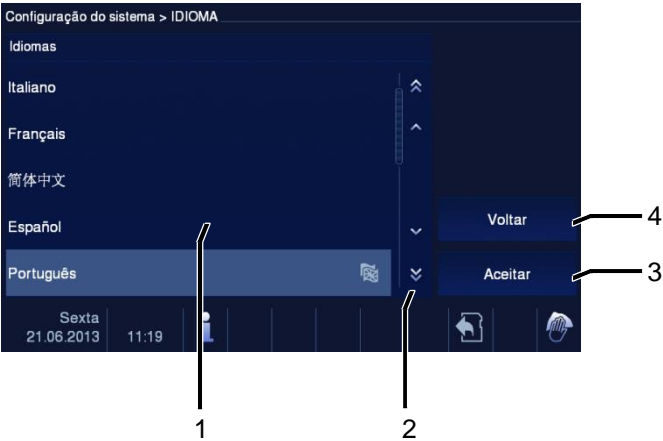 Configuração do sistema > IDIOMA
Idiomas
Italiano
Français
简体中文
Español
Português
Voltar
Aceitar
4
3
Sexta
21.06.2013
11:19
1
2